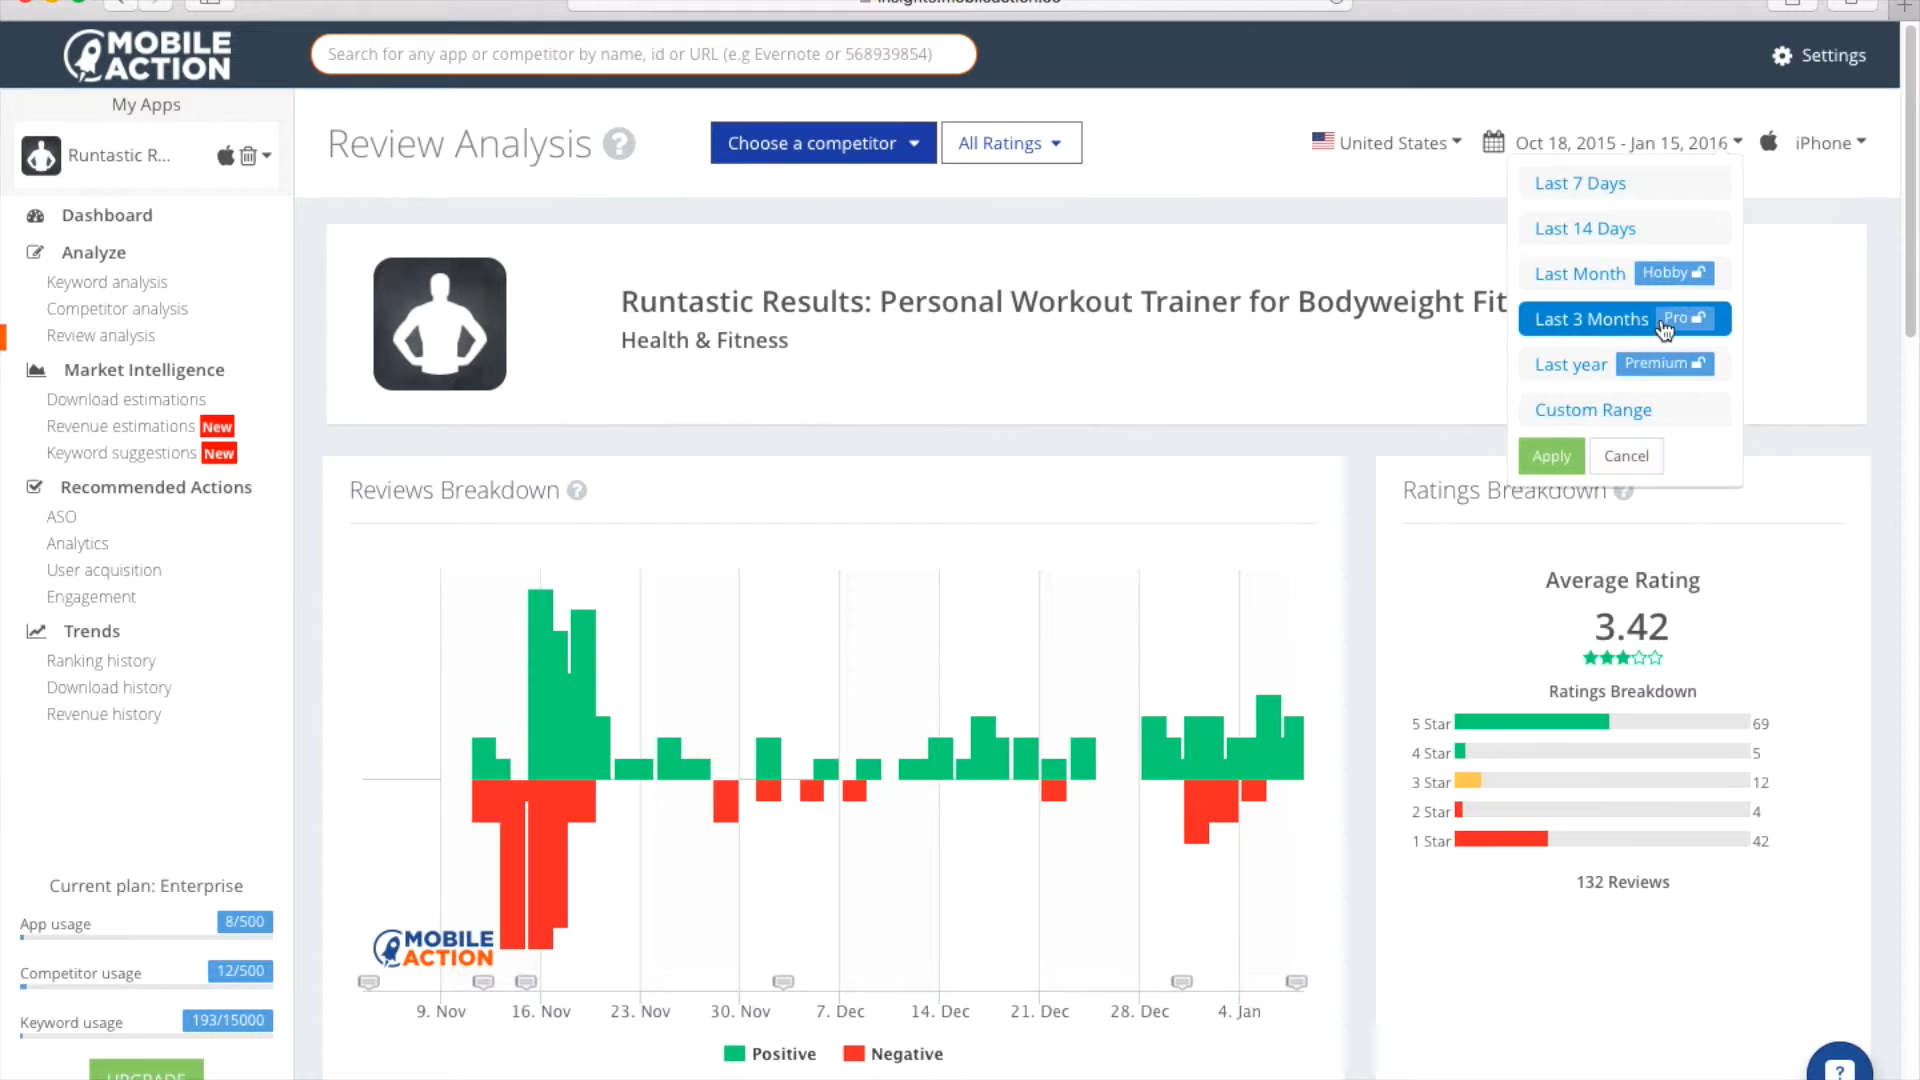 MOBILE
ACTION
Search for any app or competitor by name, id or URL (e.g Evernote or 568939854)
Settings
My Apps
Runtastic R...
Dashboard
Analyze
Keyword analysis
Competitor analysis
Review analysis
Market Intelligence
Download estimations
Revenue estimations New
Keyword suggestions New
Recommended Actions
ASO
Analytics
User acquisition
Engagement
Trends
Ranking history
Download history
Revenue history
Current plan: Enterprise
App usage 8/500
Competitor usage 12/500
Keyword usage 193/15000
UPGRADE
Review Analysis ?
Choose a competitor
All Ratings
United States
Oct 18, 2015 - Jan 15, 2016
iPhone
Last 7 Days
Last 14 Days
Last Month Hobby
Last 3 Months Pro
Last year Premium
Custom Range
Apply Cancel
Runtastic Results: Personal Workout Trainer for Bodyweight Fit
Health & Fitness
Reviews Breakdown ?
MOBILE
ACTION
9. Nov 16. Nov 23. Nov 30. Nov 7. Dec 14. Dec 21. Dec 28. Dec 4. Jan
Positive Negative
Ratings Breakdown ?
Average Rating
3.42
Ratings Breakdown
5 Star 69
4 Star 5
3 Star 12
2 Star 4
1 Star 42
132 Reviews
?